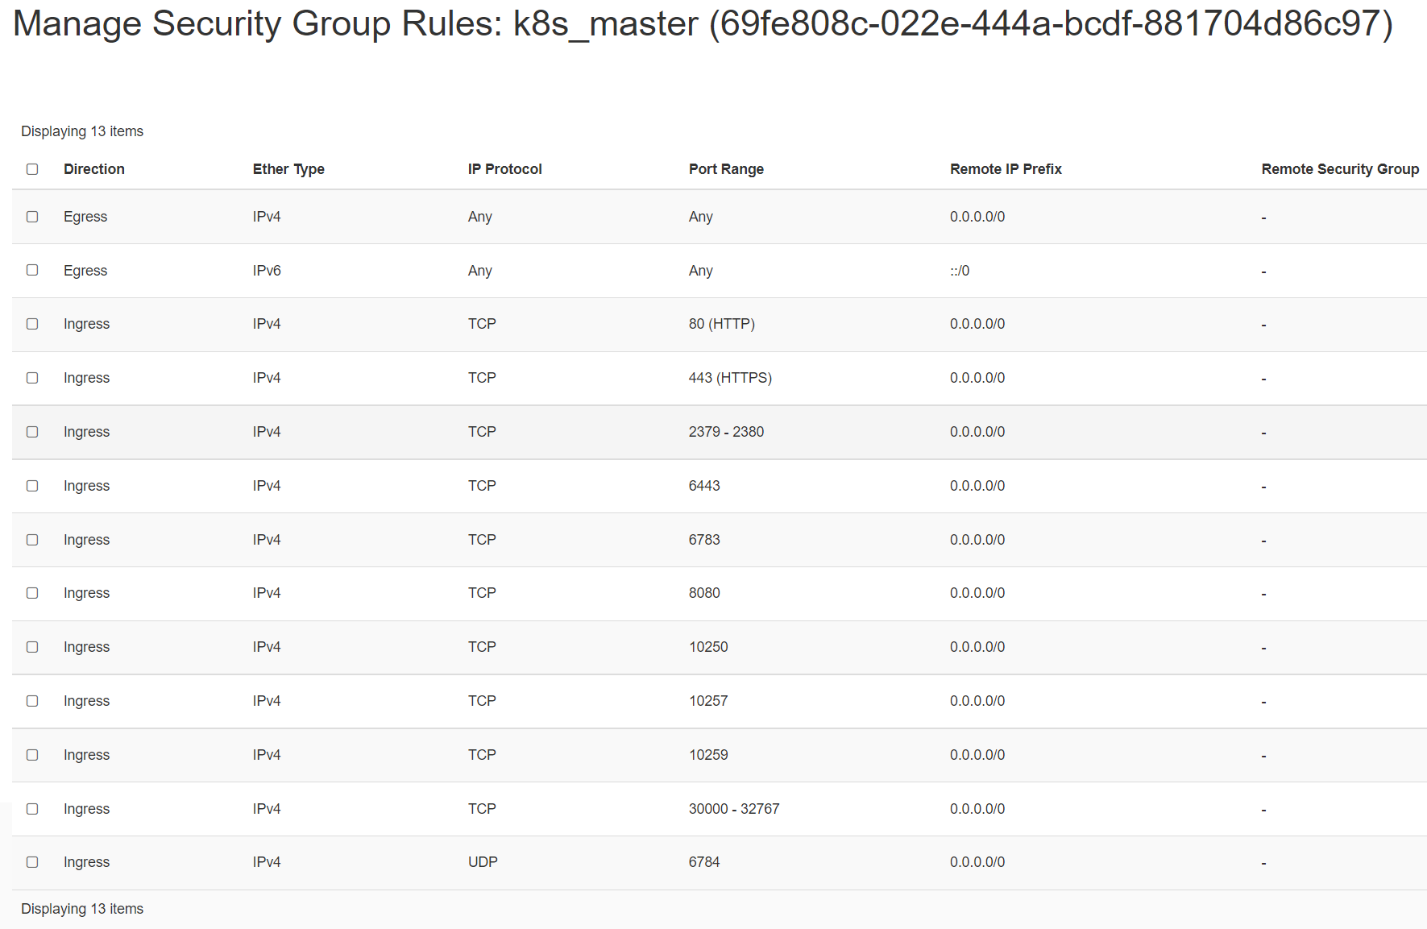 Manage Security Group Rules: k8s_master (69fe808c-022e-444a-bcdf-881704d86c97)
Displaying 13 items
Direction Ether Type IP Protocol Port Range Remote IP Prefix Remote Security Group
Egress IPv4 Any Any 0.0.0.0/0 -
Egress IPv6 Any Any ::/0 -
Ingress IPv4 TCP 80 (HTTP) 0.0.0.0/0 -
Ingress IPv4 TCP 443 (HTTPS) 0.0.0.0/0 -
Ingress IPv4 TCP 2379 - 2380 0.0.0.0/0 -
Ingress IPv4 TCP 6443 0.0.0.0/0 -
Ingress IPv4 TCP 6783 0.0.0.0/0 -
Ingress IPv4 TCP 8080 0.0.0.0/0 -
Ingress IPv4 TCP 10250 0.0.0.0/0 -
Ingress IPv4 TCP 10257 0.0.0.0/0 -
Ingress IPv4 TCP 10259 0.0.0.0/0 -
Ingress IPv4 TCP 30000 - 32767 0.0.0.0/0 -
Ingress IPv4 UDP 6784 0.0.0.0/0 -
Displaying 13 items